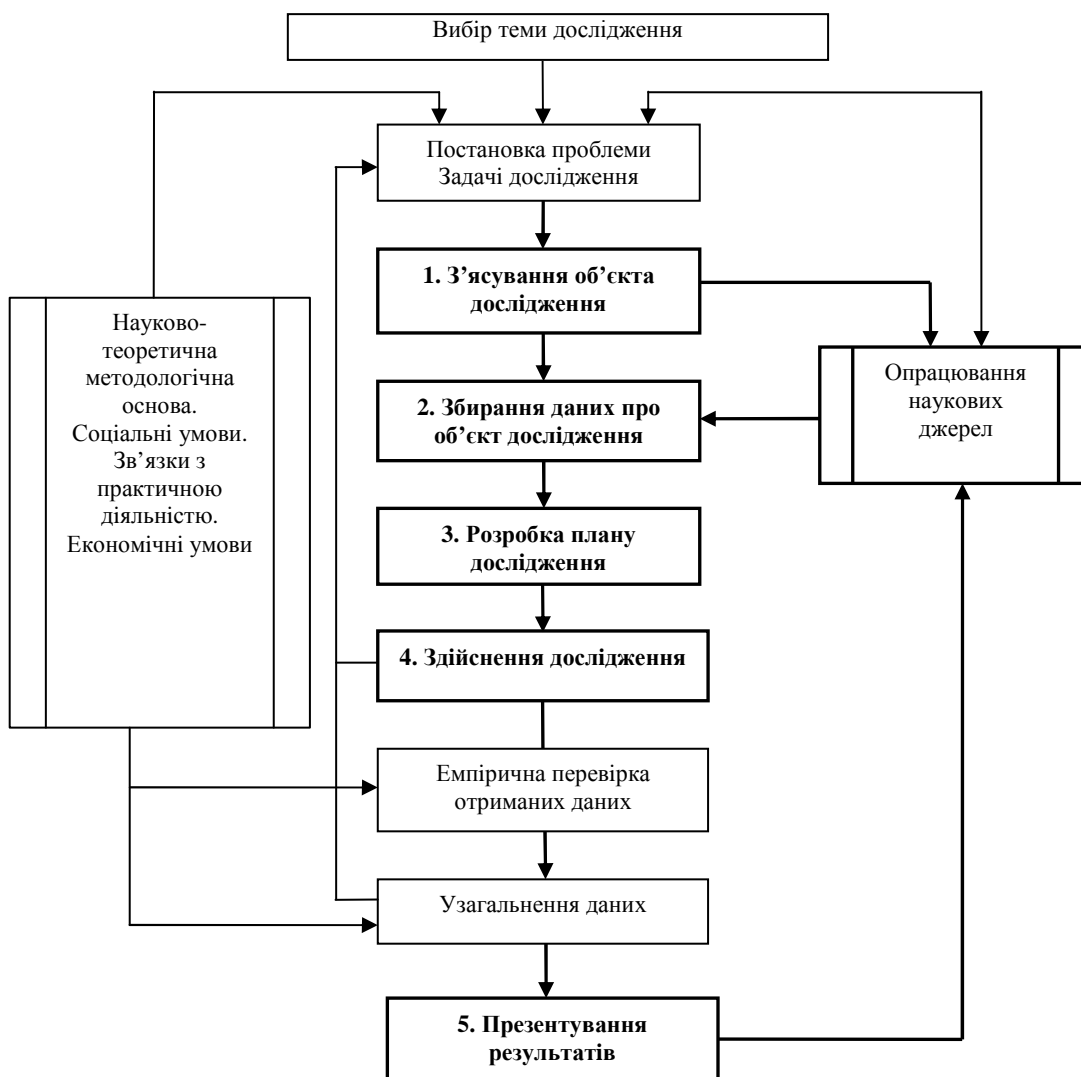 Вибір теми дослідження
Постановка проблеми
Задачі дослідження
1. З’ясування об’єкта
дослідження
Науково-
теоретична
методологічна
основа.
Соціальні умови.
Зв’язки з
практичною
діяльністю.
Економічні умови
Опрацювання
наукових
джерел
2. Збирання даних про
об’єкт дослідження
3. Розробка плану
дослідження
4. Здійснення дослідження
Емпірична перевірка
отриманих даних
Узагальнення даних
5. Презентування
результатів